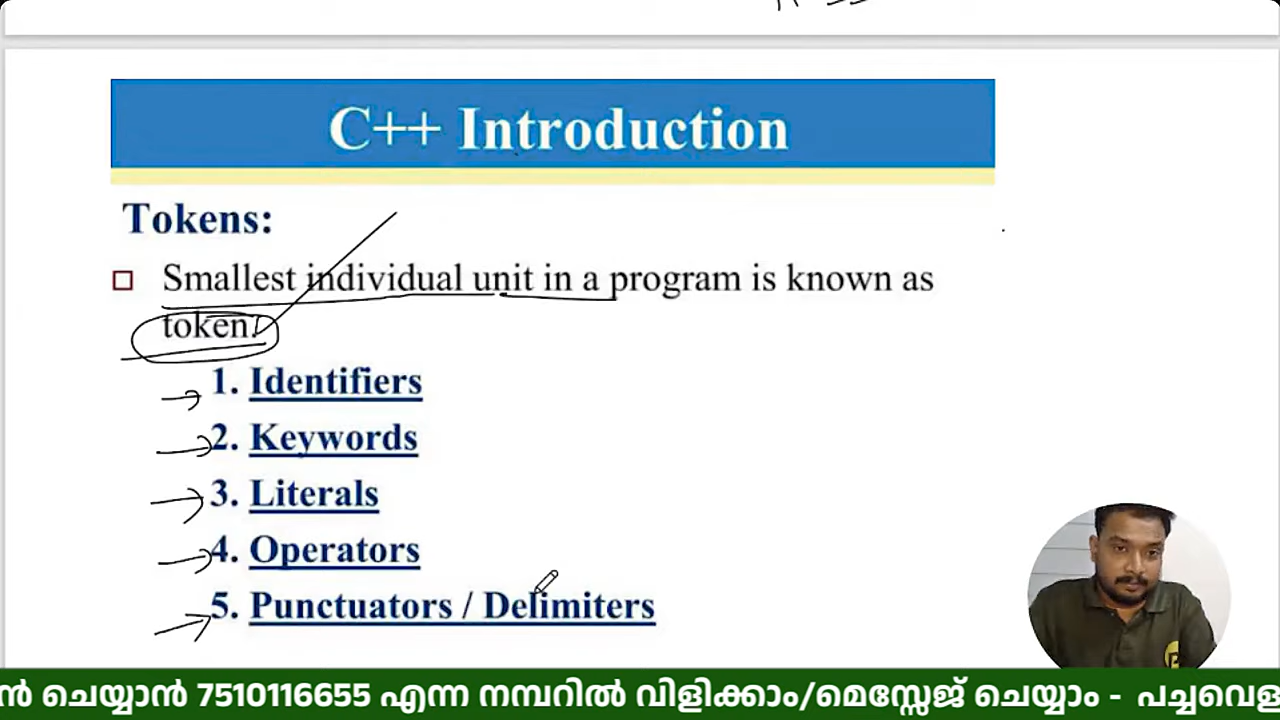 C++ Introduction
Tokens:
Smallest individual unit in a program is known as
token.
1. Identifiers
2. Keywords
3. Literals
4. Operators
5. Punctuators / Delimiters
ൻ ചെയ്യാൻ 7510116655 എന്ന നമ്പറിൽ വിളിക്കാം/മെസ്സേജ് ചെയ്യാം - പച്ചവെള